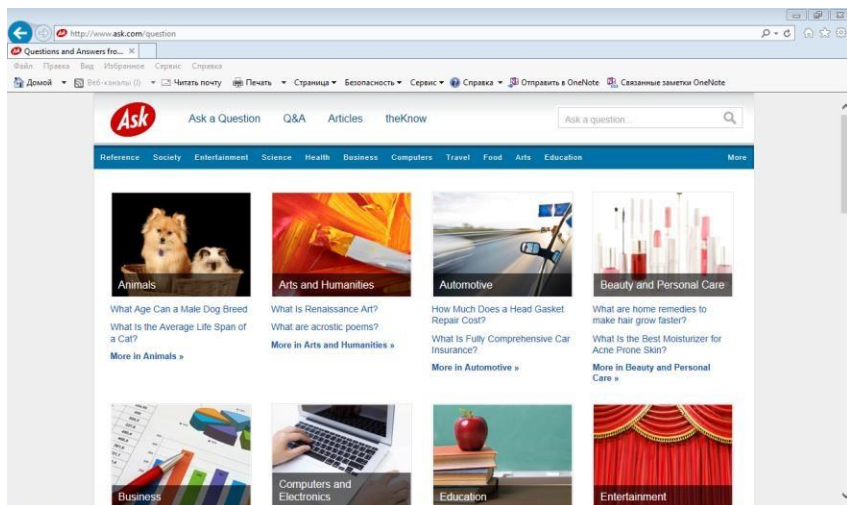 http://www.ask.com/question
Questions and Answers fro...
Файл Правка Вид Избранное Сервис Справка
Домой Веб-каналы (J) Читать почту Печать Страница Безопасность Сервис Справка Отправить в OneNote Связанные заметки OneNote
Ask Ask a Question Q&A Articles theKnow Ask a question...
Reference Society Entertainment Science Health Business Computers Travel Food Arts Education More
Animals Arts and Humanities Automotive Beauty and Personal Care
What Age Can a Male Dog Breed
What Is the Average Life Span of
a Cat?
More in Animals »
What Is Renaissance Art?
What are acrostic poems?
More in Arts and Humanities »
How Much Does a Head Gasket
Repair Cost?
What Is Fully Comprehensive Car
Insurance?
More in Automotive »
What are home remedies to
make hair grow faster?
What Is the Best Moisturizer for
Acne Prone Skin?
More in Beauty and Personal
Care »
Business
Computers and
Electronics
Education
Entertainment